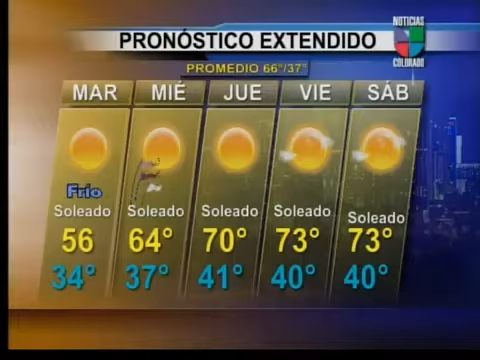 PRONÓSTICO EXTENDIDO
NOTICIAS
COLORADO
PROMEDIO 66°/37°
MAR MIÉ JUE VIE SÁB
Frío
Soleado Soleado Soleado Soleado Soleado
56 64° 70° 73° 73°
34° 37° 41° 40° 40°